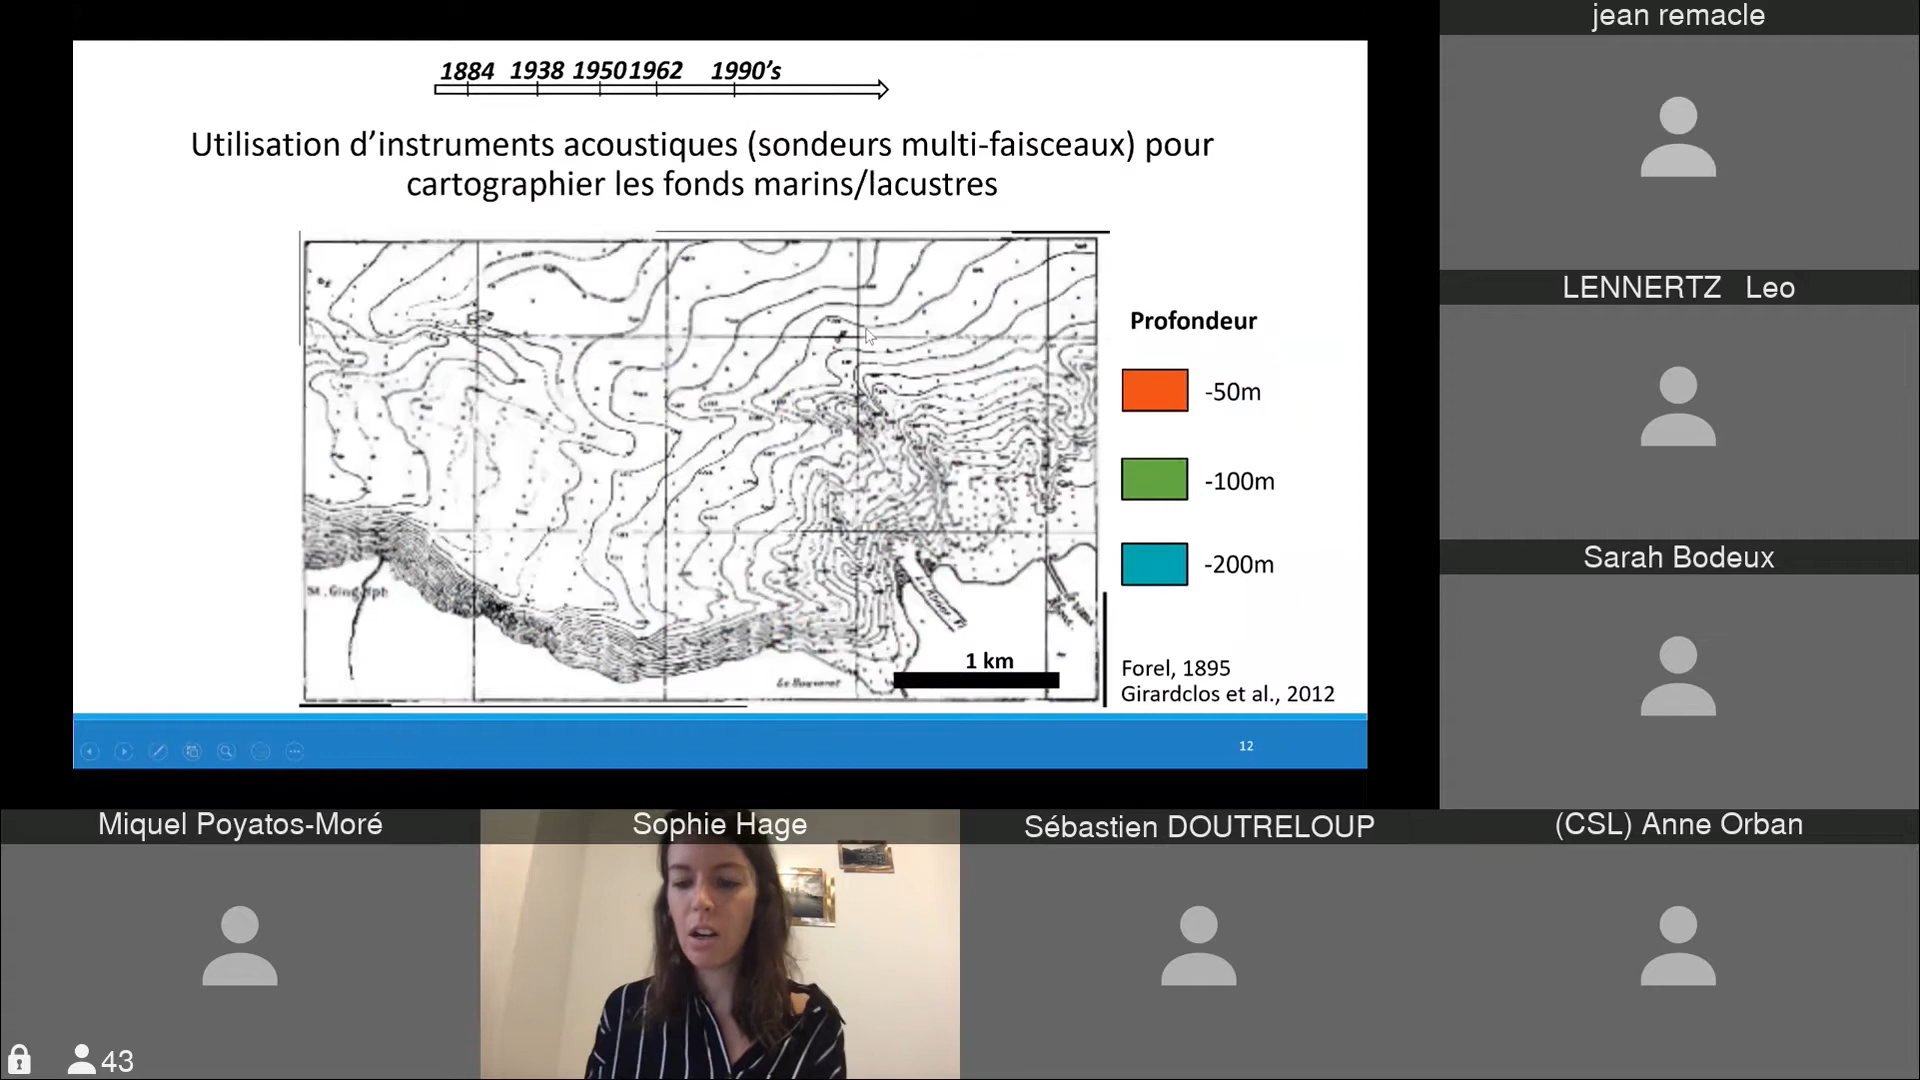 1884 1938 1950 1962 1990's
Utilisation d'instruments acoustiques (sondeurs multi-faisceaux) pour
cartographier les fonds marins/lacustres
Profondeur
-50m
-100m
-200m
1 km
Forel, 1895
Girardclos et al., 2012
12
jean remacle
LENNERTZ Leo
Sarah Bodeux
Miquel Poyatos-Moré
Sophie Hage
Sébastien DOUTRELOUP
(CSL) Anne Orban
43